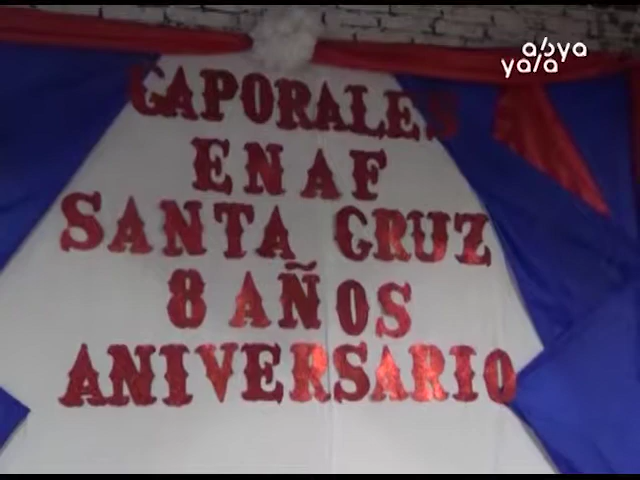 abya
yala
CAPORALES
ENAF
SANTA CRUZ
8 AÑOS
ANIVERSARIO